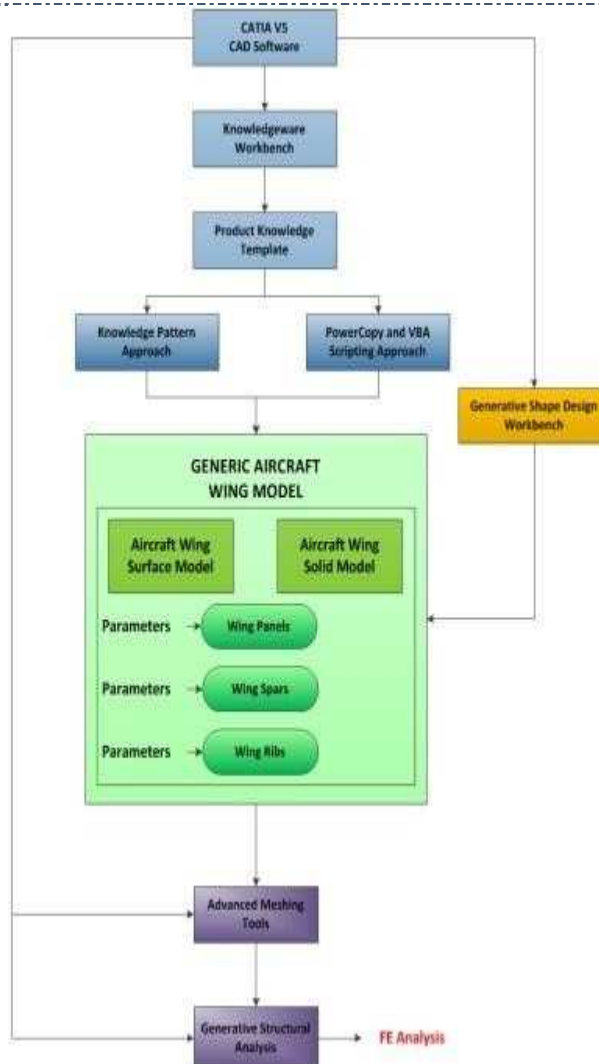 CATIA V5
CAD Software
Knowledgeware
Workbench
Product Knowledge
Template
Knowledge Pattern
Approach
PowerCopy and VBA
Scripting Approach
Generative Shape Design
Workbench
GENERIC AIRCRAFT
WING MODEL
Aircraft Wing
Surface Model
Aircraft Wing
Solid Model
Parameters
Wing Panels
Parameters
Wing Spars
Parameters
Wing Ribs
Advanced Meshing
Tools
Generative Structural
Analysis
FE Analysis